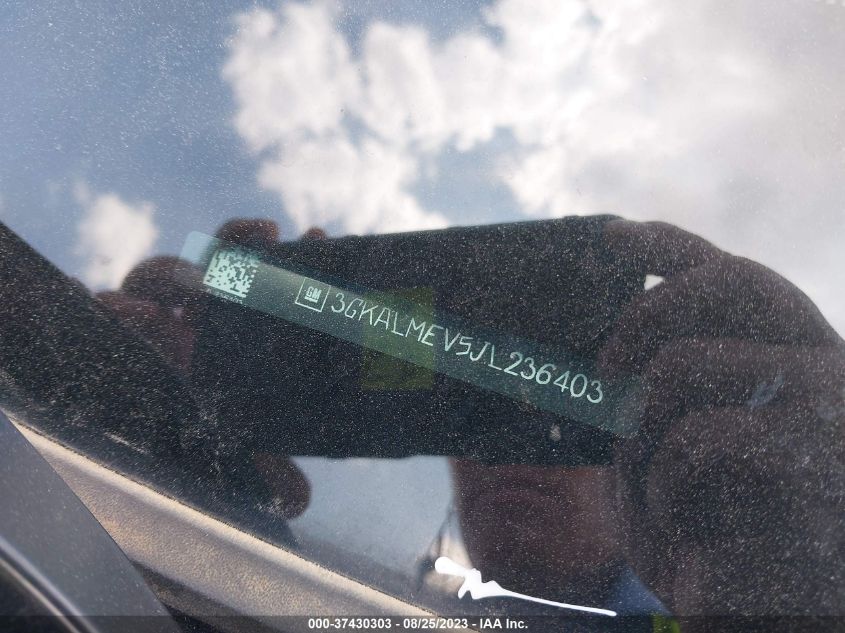 GM 3GKALMEV5JL236403
000-37430303 - 08/25/2023 - IAA Inc.